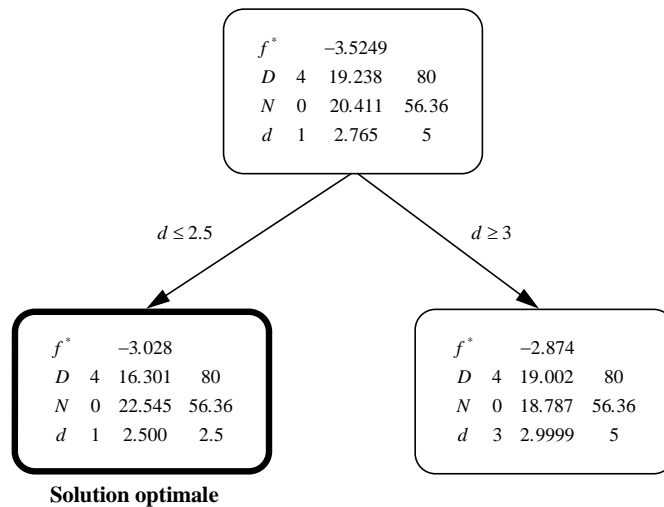 f* −3.5249
D 4 19.238 80
N 0 20.411 56.36
d 1 2.765 5
d ≤ 2.5
d ≥ 3
f* −3.028
D 4 16.301 80
N 0 22.545 56.36
d 1 2.500 2.5
Solution optimale
f* −2.874
D 4 19.002 80
N 0 18.787 56.36
d 3 2.9999 5